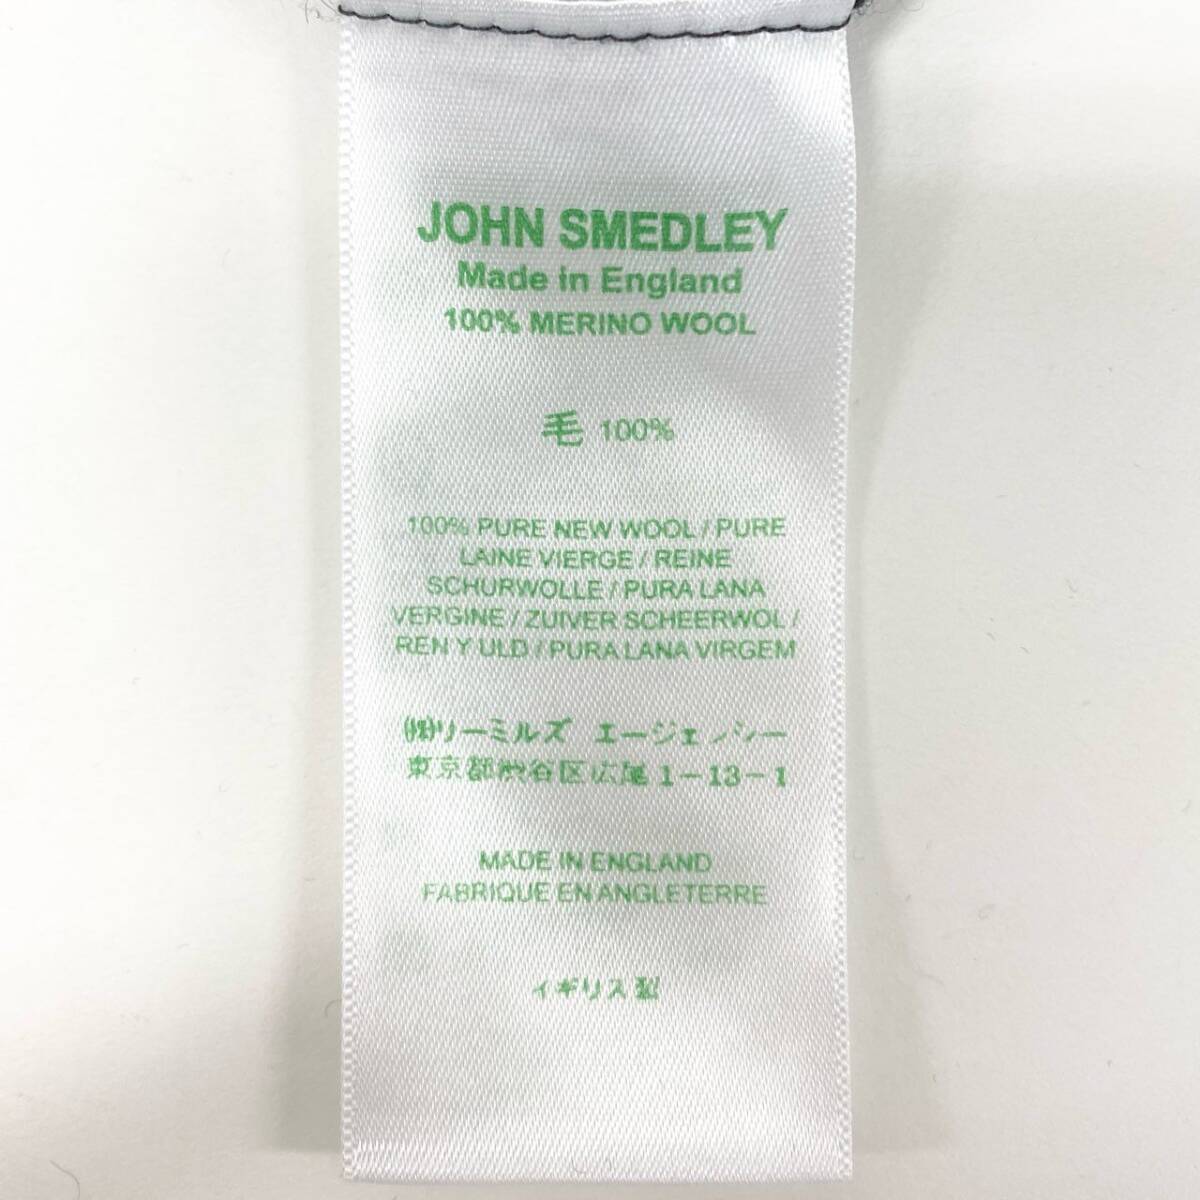 JOHN SMEDLEY
Made in England
100% MERINO WOOL
毛 100%
100% PURE NEW WOOL / PURE
LAINE VIERGE / REINE
SCHURWOLLE / PURA LANA
VERGINE / ZUIVER SCHEERWOL /
REN Y ULD / PURA LANA VIRGEM
㈱リーミルズ エージェンシー
東京都渋谷区広尾1-13-1
MADE IN ENGLAND
FABRIQUE EN ANGLETERRE
イギリス製